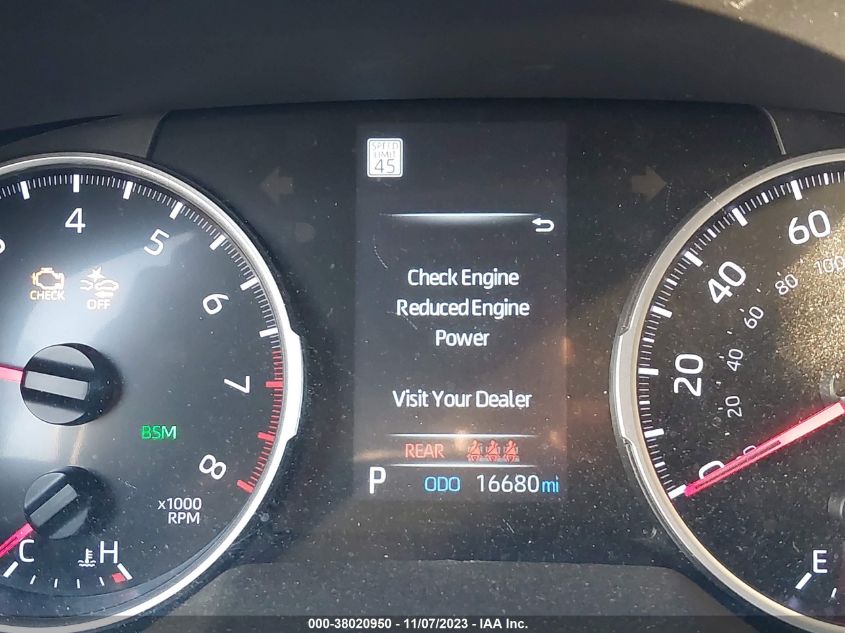 SPEED
LIMIT
45
4
5
6
7
8
CHECK
OFF
BSM
x1000
RPM
C
H
Check Engine
Reduced Engine
Power
Visit Your Dealer
REAR
P ODO 16680 mi
60
40
20
0
100
80
60
40
20
E
000-38020950 - 11/07/2023 - IAA Inc.